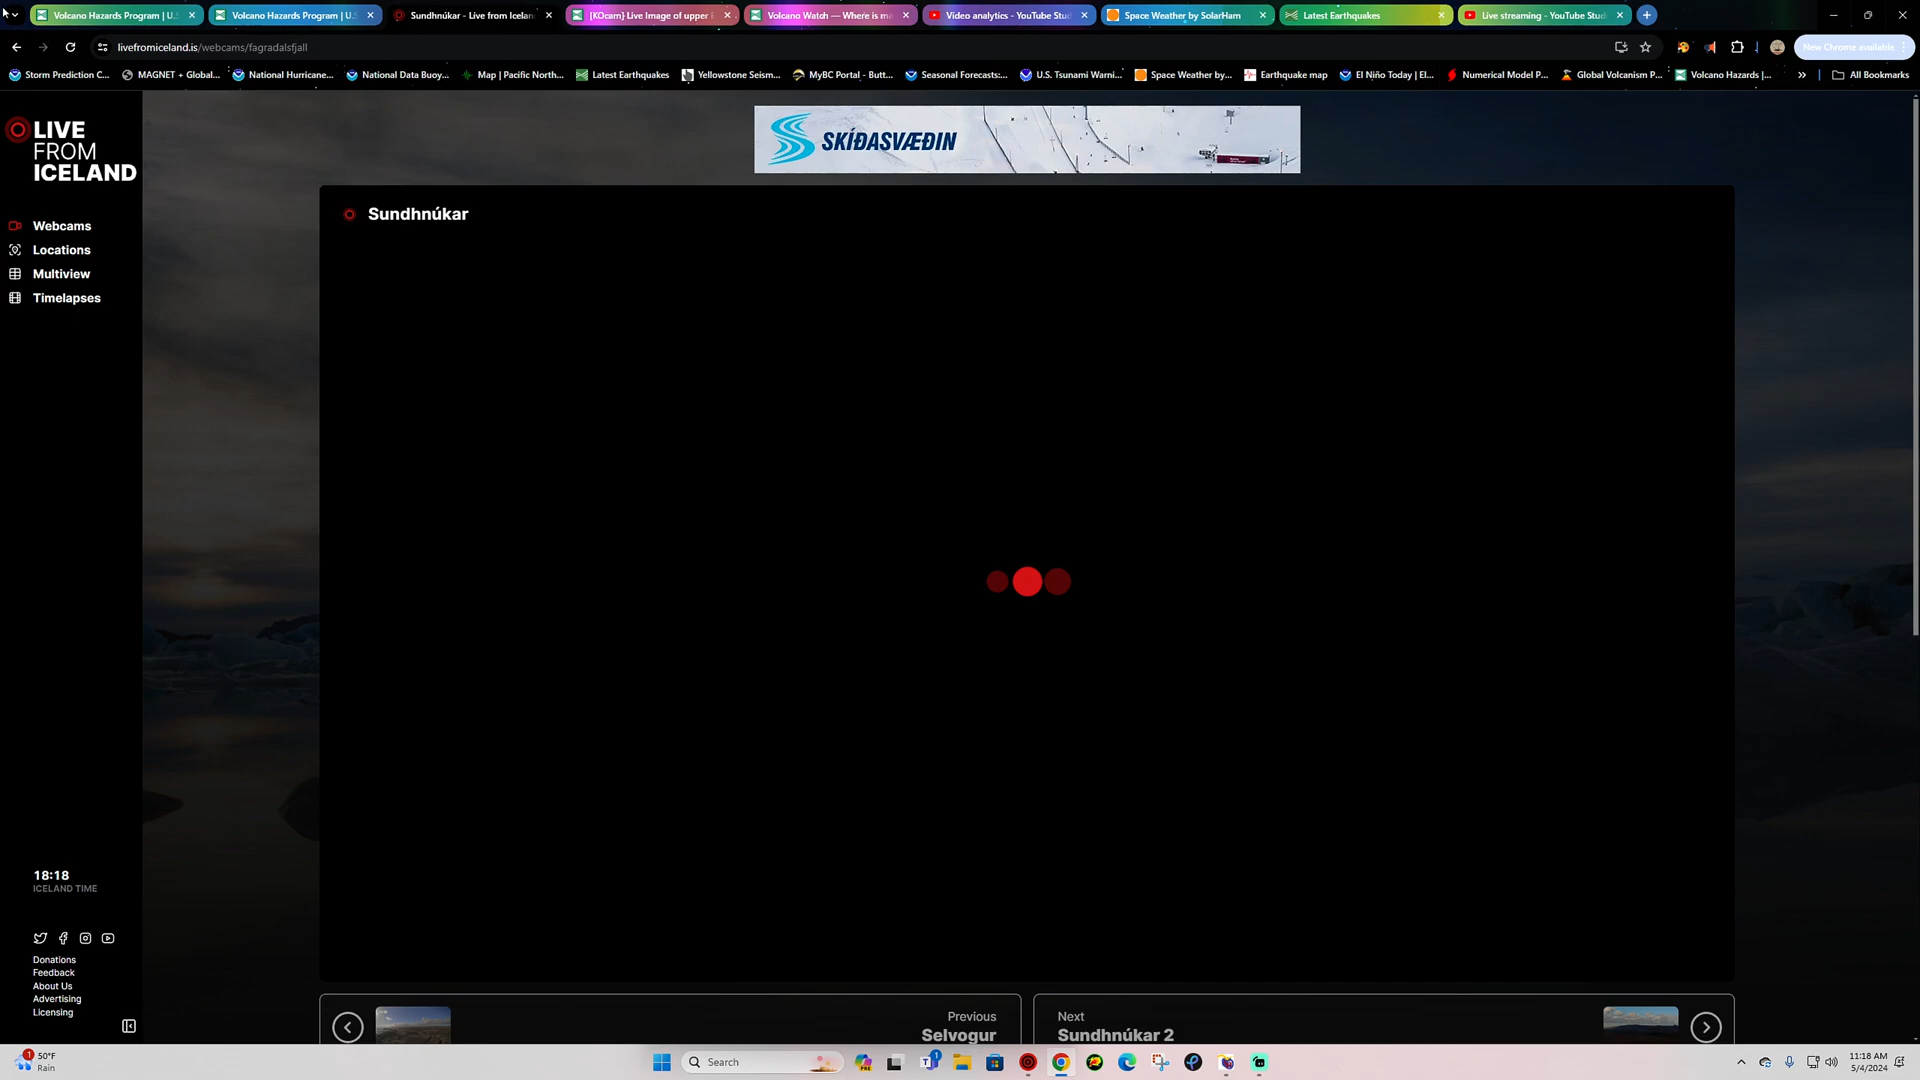 Volcano Hazards Program | U.S
Volcano Hazards Program | U.S
Sundhnúkar - Live from Icelan
[KOcam] Live Image of upper
Volcano Watch — Where is m
Video analytics - YouTube Stud
Space Weather by SolarHam
Latest Earthquakes
Live streaming - YouTube Stud
livefromiceland.is/webcams/fagradalsfjall
New Chrome available
Storm Prediction C...
MAGNET + Global...
National Hurricane...
National Data Buoy...
Map | Pacific North...
Latest Earthquakes
Yellowstone Seism...
MyBC Portal - Butt...
Seasonal Forecasts:...
U.S. Tsunami Warni...
Space Weather by...
Earthquake map
El Niño Today | El...
Numerical Model P...
Global Volcanism P...
Volcano Hazards |...
All Bookmarks
LIVE
FROM
ICELAND
SKÍÐASVÆÐIN
Sundhnúkar
Webcams
Locations
Multiview
Timelapses
18:18
ICELAND TIME
Donations
Feedback
About Us
Advertising
Licensing
Previous
Selvogur
Next
Sundhnúkar 2
50°F
Rain
Search
11:18 AM
5/4/2024